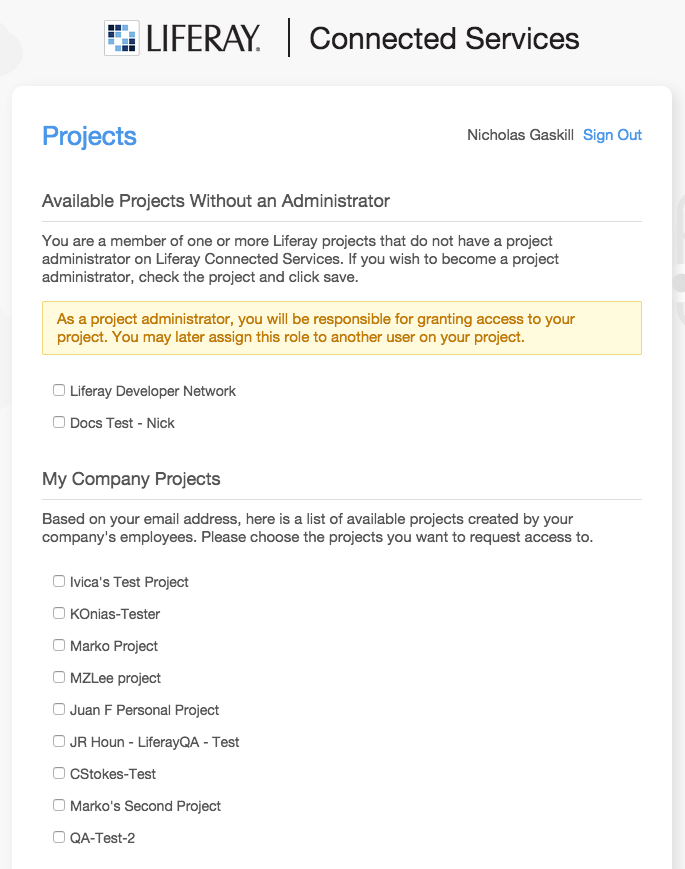 LIFERAY. | Connected Services
Projects
Nicholas Gaskill Sign Out
Available Projects Without an Administrator
You are a member of one or more Liferay projects that do not have a project
administrator on Liferay Connected Services. If you wish to become a project
administrator, check the project and click save.
As a project administrator, you will be responsible for granting access to your
project. You may later assign this role to another user on your project.
Liferay Developer Network
Docs Test - Nick
My Company Projects
Based on your email address, here is a list of available projects created by your
company's employees. Please choose the projects you want to request access to.
Ivica's Test Project
KOnias-Tester
Marko Project
MZLee project
Juan F Personal Project
JR Houn - LiferayQA - Test
CStokes-Test
Marko's Second Project
QA-Test-2